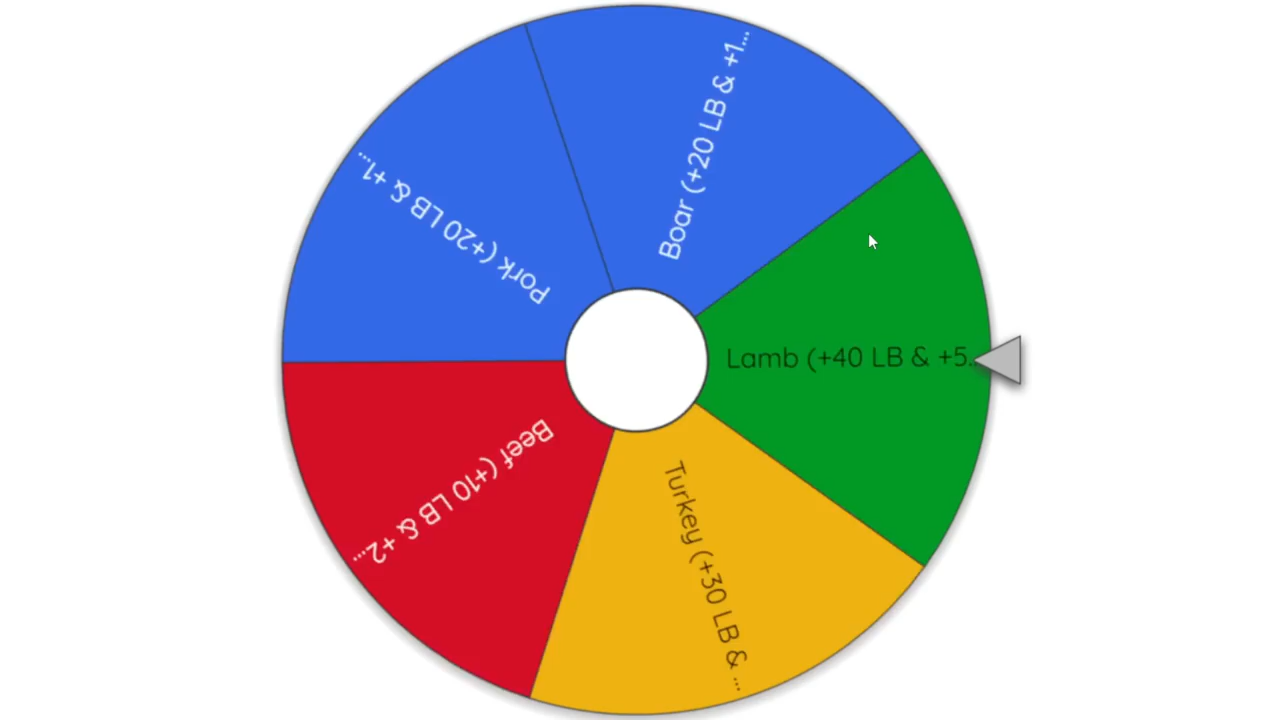 Boar (+20 LB & +1...
Pork (+20 LB & +1...
Lamb (+40 LB & +5.
Beef (+10 LB & +2...
Turkey (+30 LB & ...